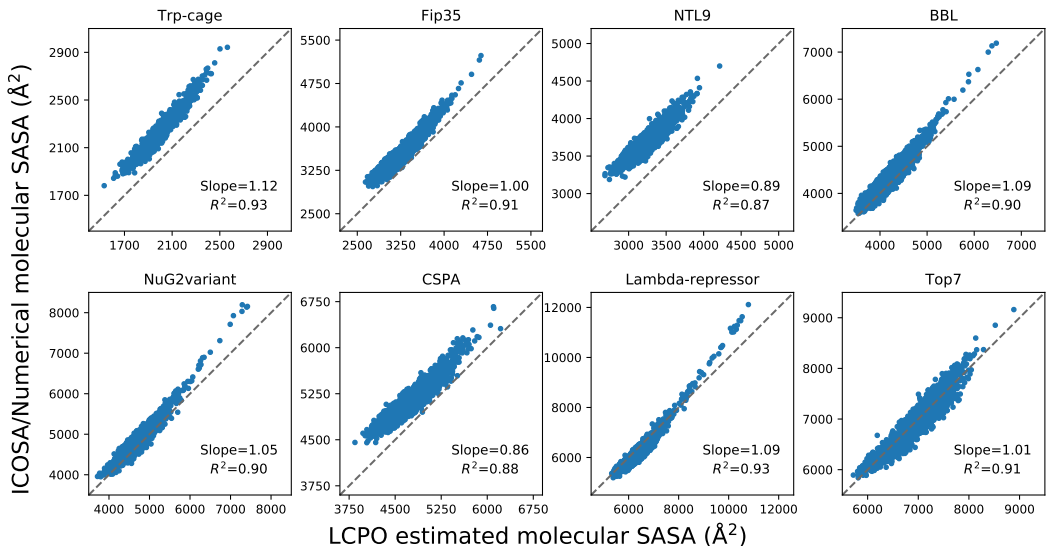 Trp-cage
Fip35
NTL9
BBL
2900
2500
2100
1700
1700 2100 2500 2900
Slope=1.12
R²=0.93
5500
4750
4000
3250
2500
2500 3250 4000 4750 5500
Slope=1.00
R²=0.91
5000
4500
4000
3500
3000
3000 3500 4000 4500 5000
Slope=0.89
R²=0.87
7000
6000
5000
4000
4000 5000 6000 7000
Slope=1.09
R²=0.90
NuG2variant
CSPA
Lambda-repressor
Top7
8000
7000
6000
5000
4000
4000 5000 6000 7000 8000
Slope=1.05
R²=0.90
6750
6000
5250
4500
3750
3750 4500 5250 6000 6750
Slope=0.86
R²=0.88
12000
10000
8000
6000
6000 8000 10000 12000
Slope=1.09
R²=0.93
9000
8000
7000
6000
6000 7000 8000 9000
Slope=1.01
R²=0.91
ICOSA/Numerical molecular SASA (Å²)
LCPO estimated molecular SASA (Å²)